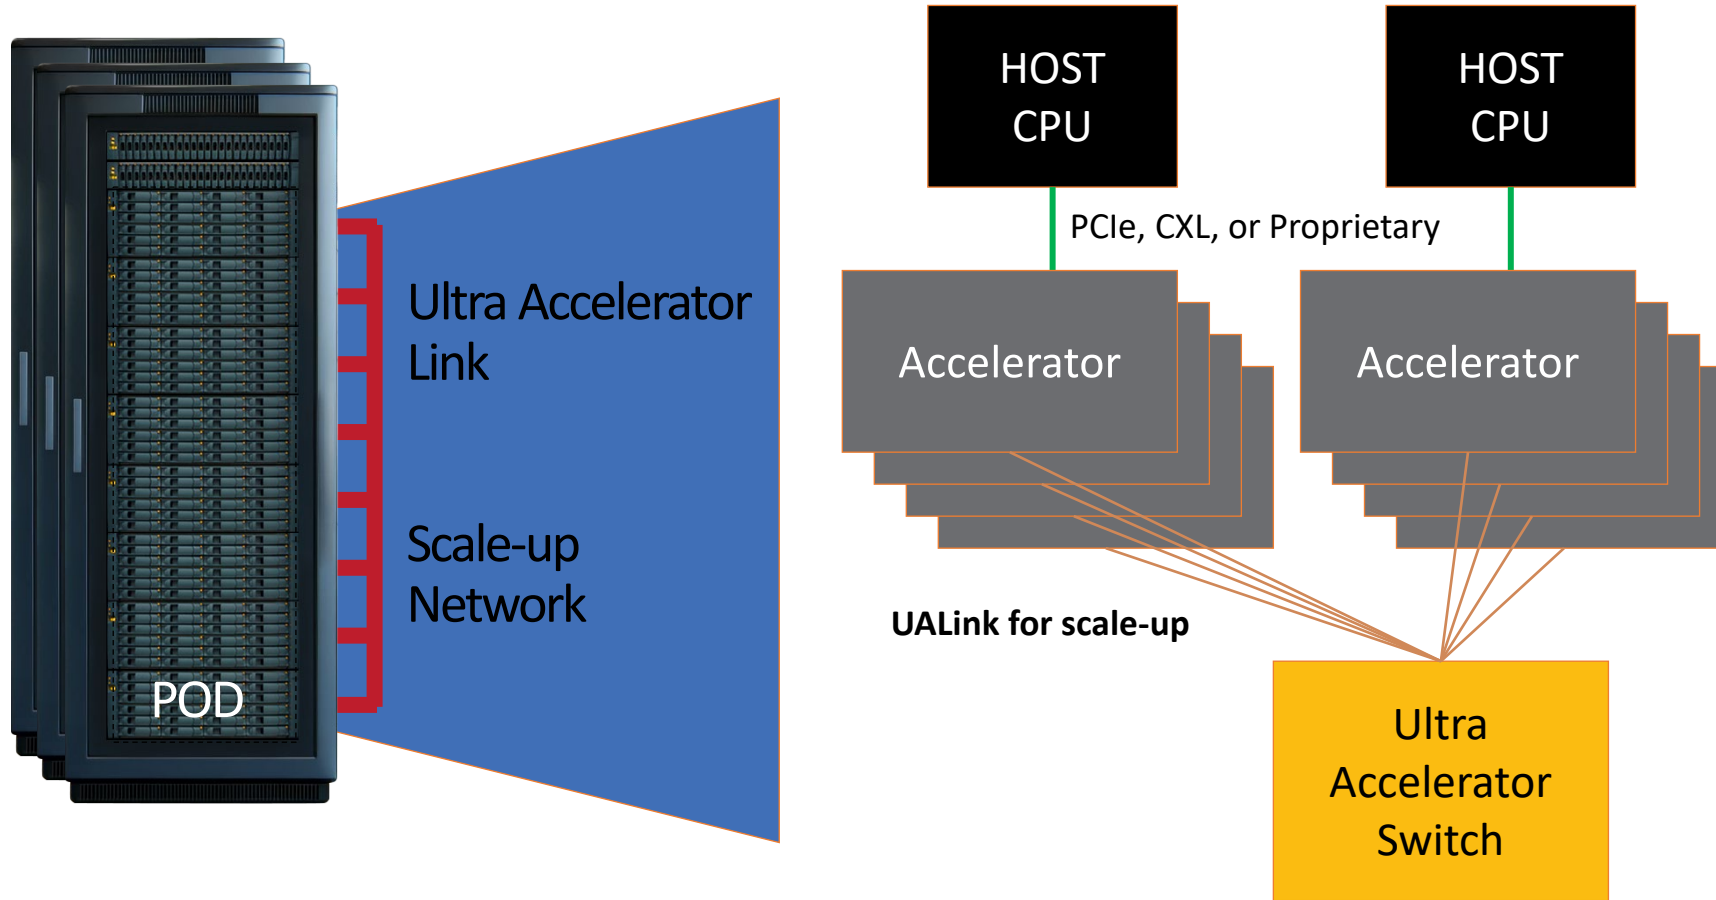 POD
Ultra Accelerator
Link
Scale-up
Network
HOST
CPU
HOST
CPU
PCIe, CXL, or Proprietary
Accelerator
Accelerator
UALink for scale-up
Ultra
Accelerator
Switch